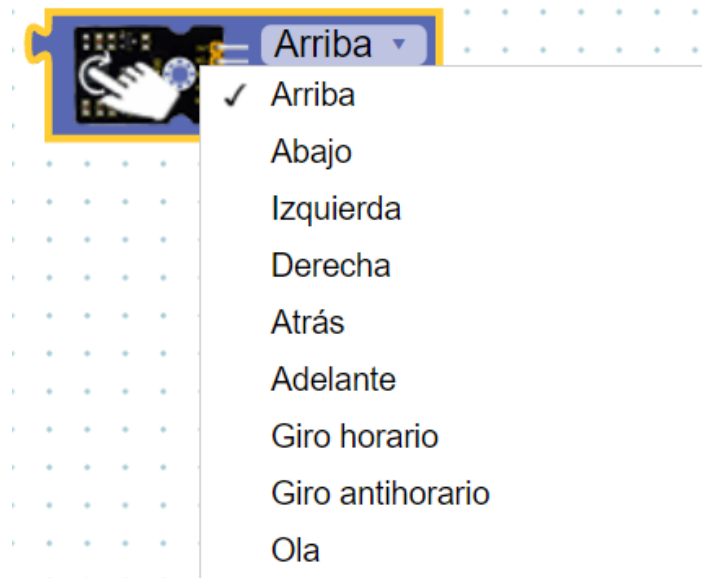 Arriba
Arriba
Abajo
Izquierda
Derecha
Atrás
Adelante
Giro horario
Giro antihorario
Ola